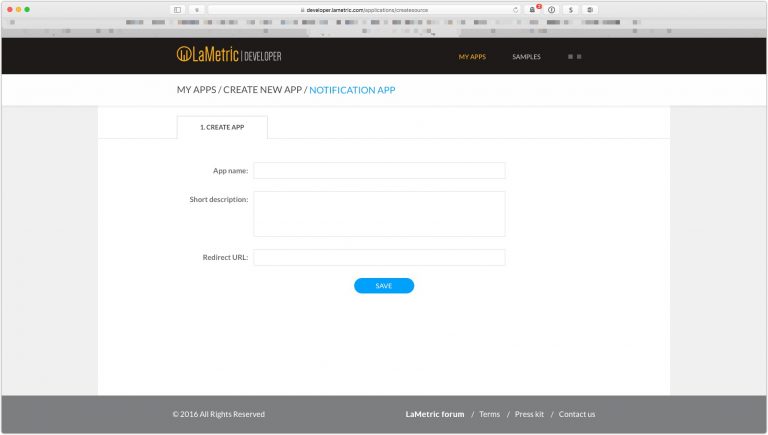 developer.lametric.com/applications/createsource
2
LaMetric | DEVELOPER
MY APPS
SAMPLES
MY APPS / CREATE NEW APP / NOTIFICATION APP
1. CREATE APP
App name:
Short description:
Redirect URL:
SAVE
© 2016 All Rights Reserved
LaMetric forum / Terms / Press kit / Contact us